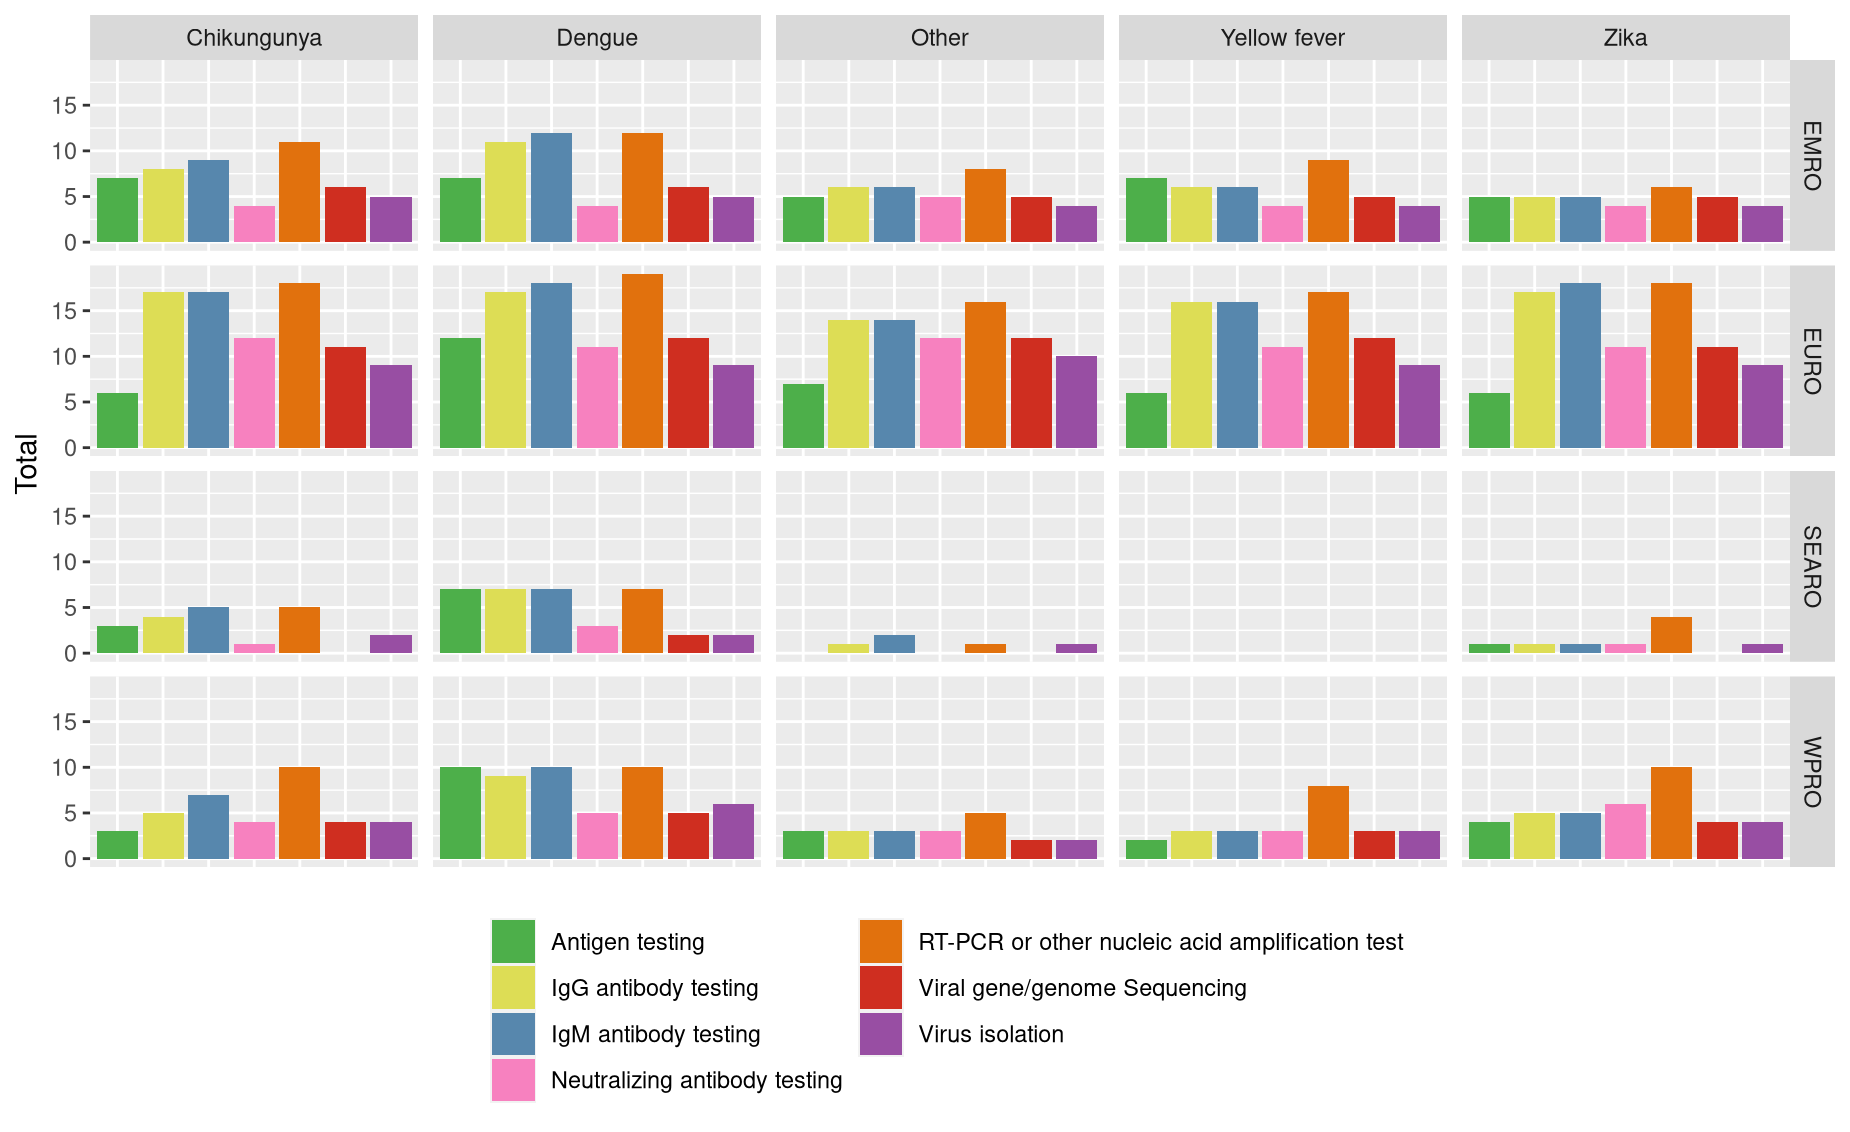 Chikungunya Dengue Other Yellow fever Zika
15
10
5
0
EMRO
15
10
5
0
EURO
Total
15
10
5
0
SEARO
15
10
5
0
WPRO
Antigen testing
IgG antibody testing
IgM antibody testing
Neutralizing antibody testing
RT-PCR or other nucleic acid amplification test
Viral gene/genome Sequencing
Virus isolation